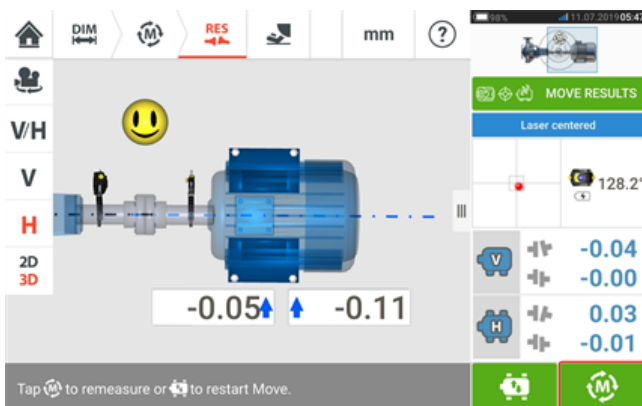 DIM
M
RES
mm
?
V/H
V
H
2D
3D
-0.05
-0.11
Tap M to remeasure or to restart Move.
98%
11.07.2019 05:47
MOVE RESULTS
Laser centered
128.2°
V
-0.04
-0.00
H
0.03
-0.01
M